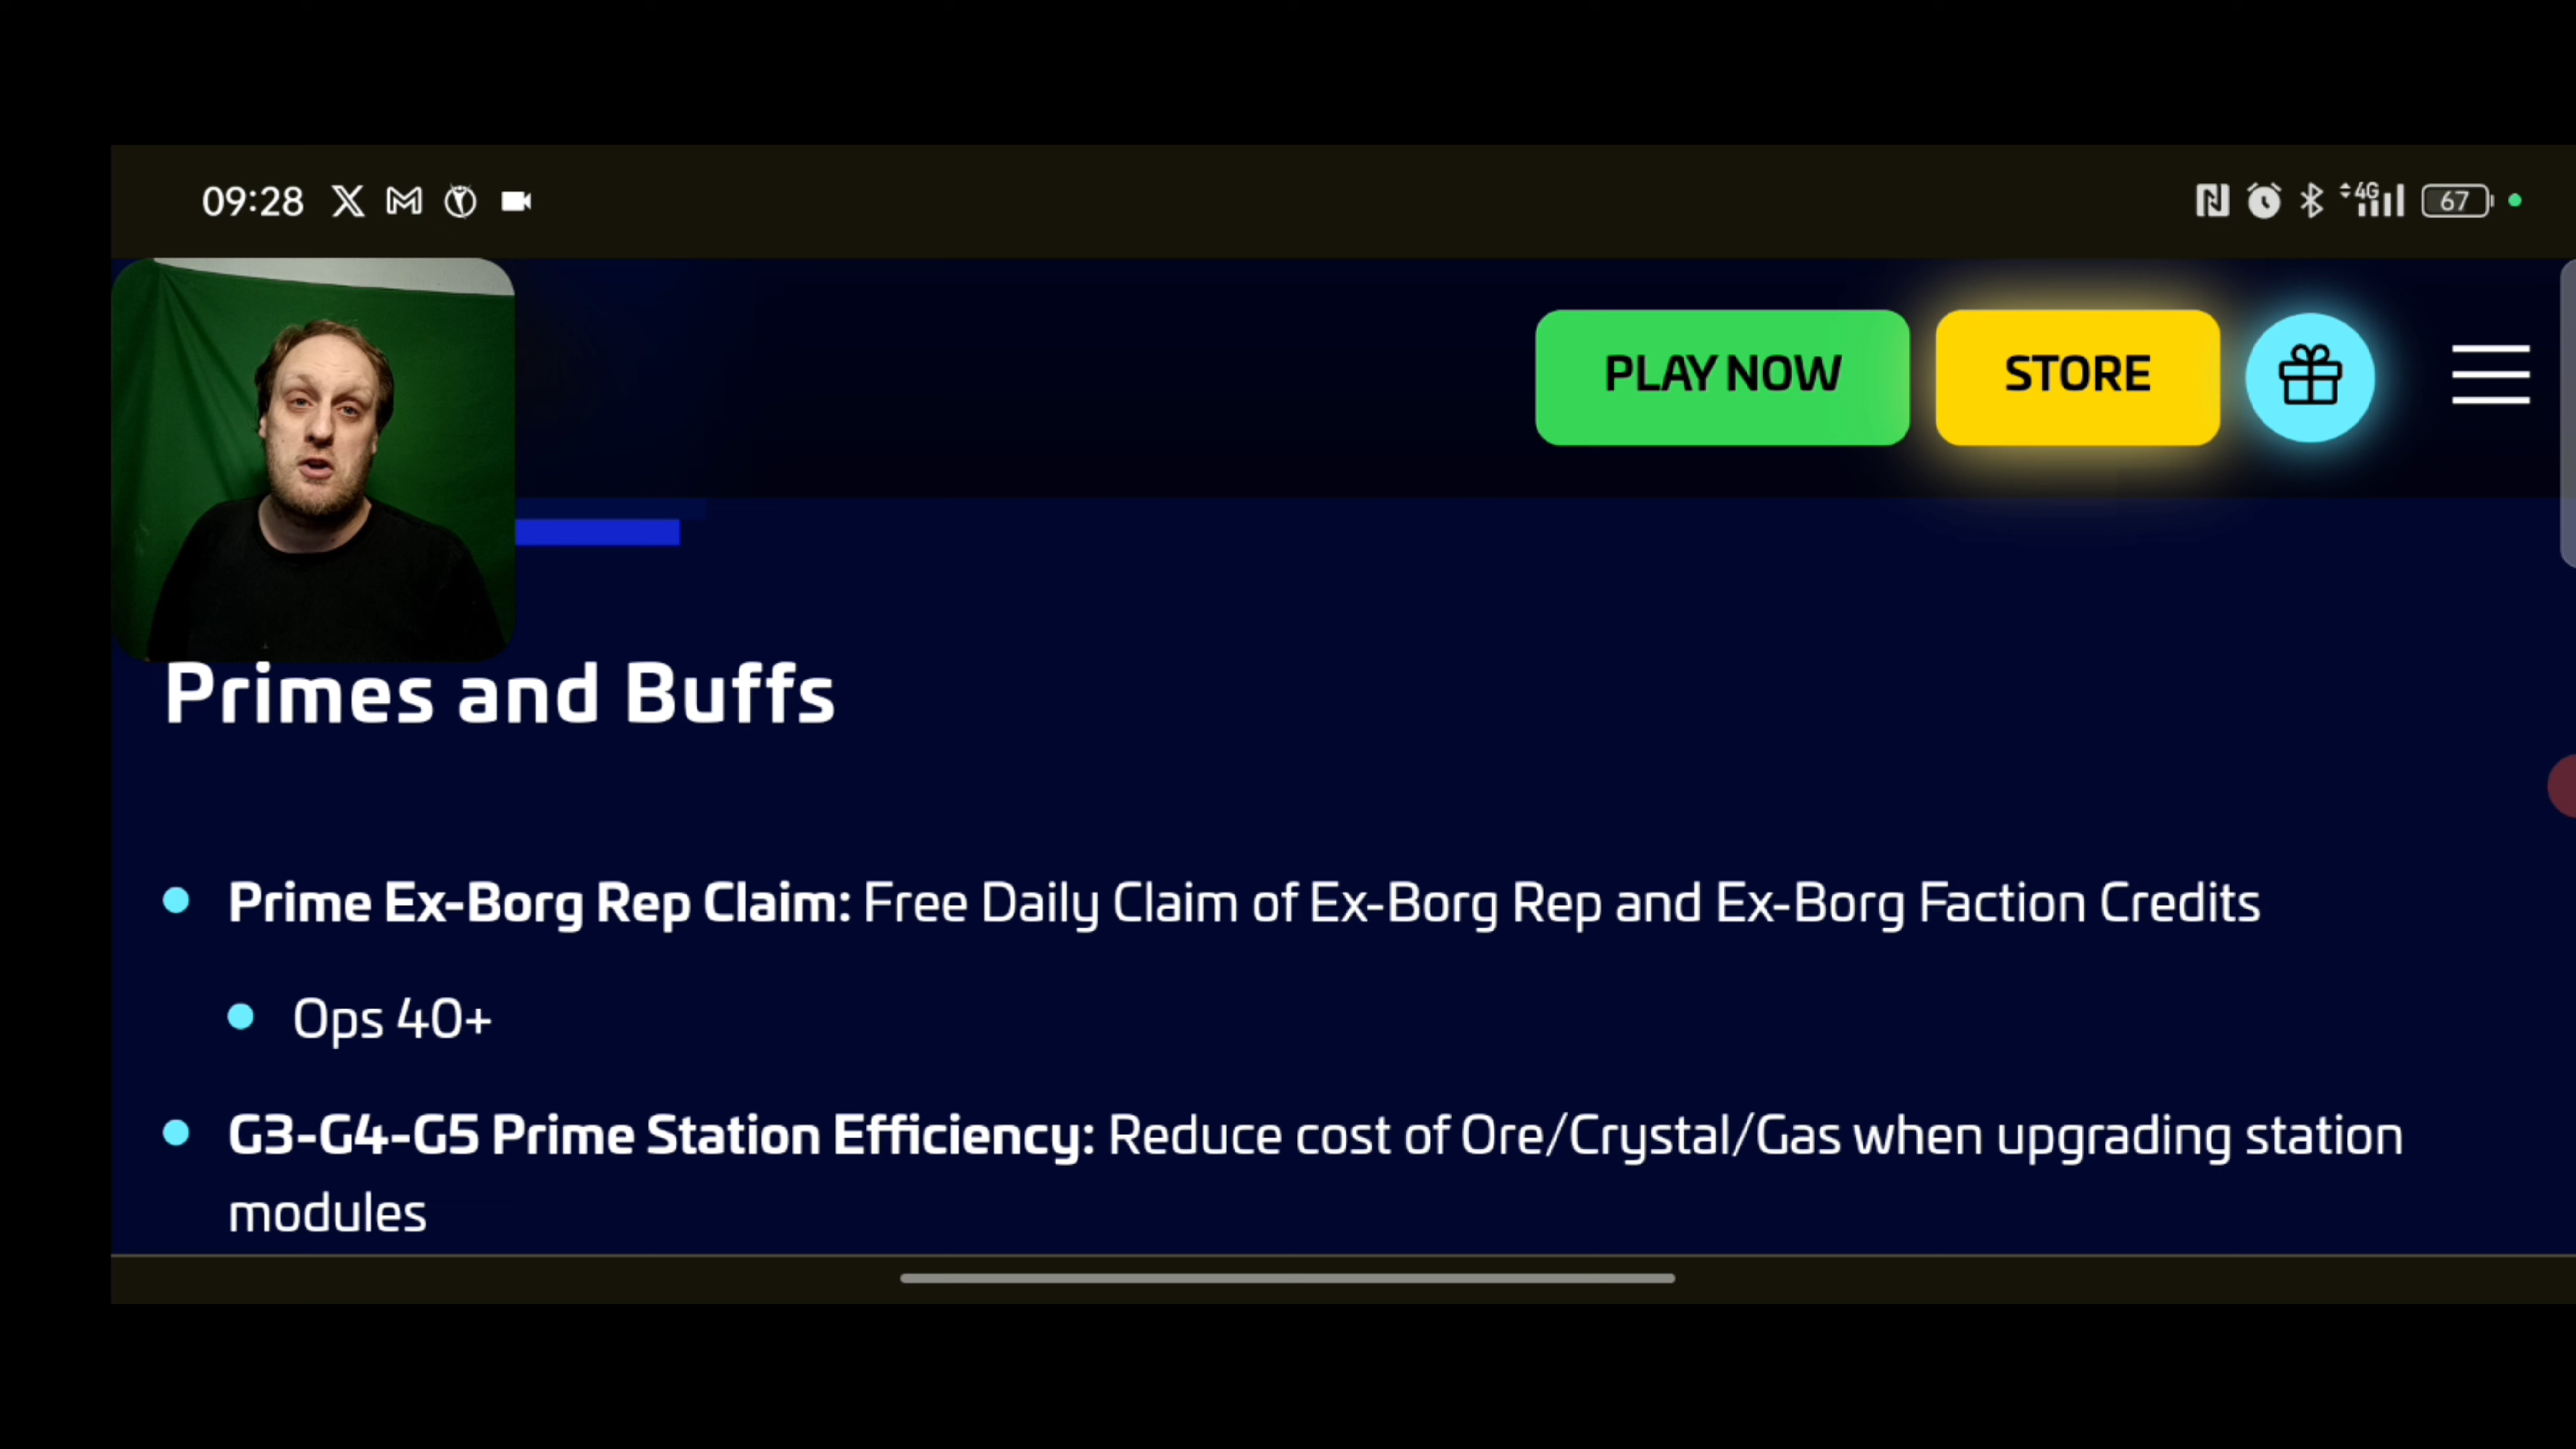 09:28
4G
67
PLAY NOW
STORE
Primes and Buffs
Prime Ex-Borg Rep Claim: Free Daily Claim of Ex-Borg Rep and Ex-Borg Faction Credits
Ops 40+
G3-G4-G5 Prime Station Efficiency: Reduce cost of Ore/Crystal/Gas when upgrading station
modules